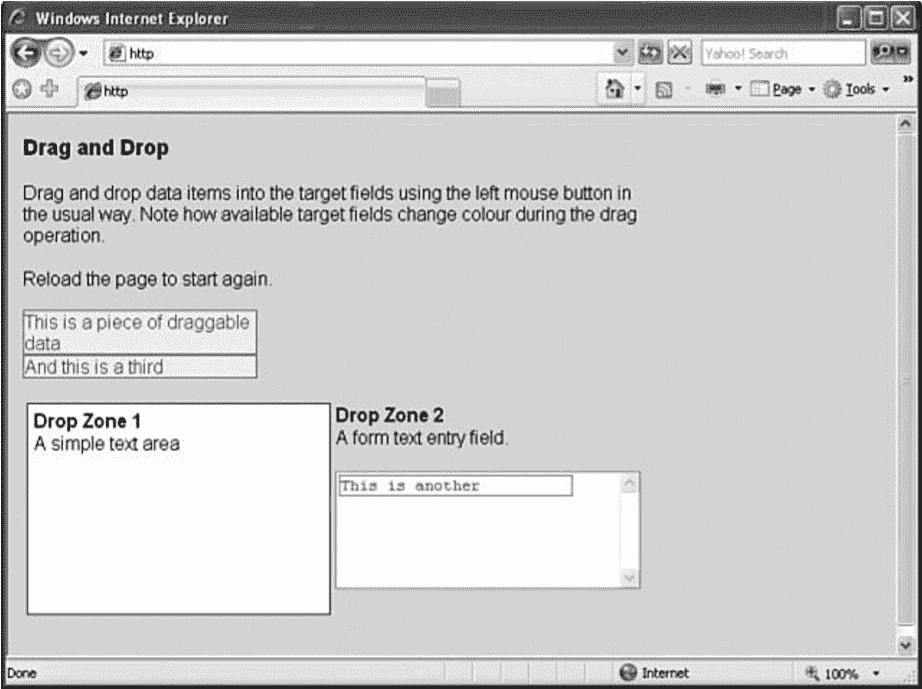 Windows Internet Explorer
http
Yahoo! Search
http
Page
Tools
Drag and Drop
Drag and drop data items into the target fields using the left mouse button in
the usual way. Note how available target fields change colour during the drag
operation.
Reload the page to start again.
This is a piece of draggable
data
And this is a third
Drop Zone 1
A simple text area
Drop Zone 2
A form text entry field.
This is another
Done
Internet
100%